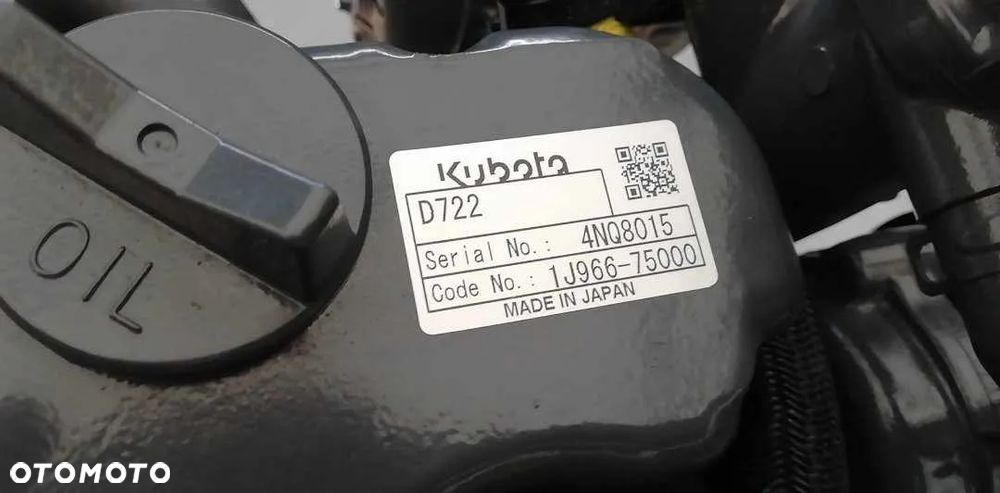 OIL
Kubota
D722
Serial No.: 4NQ8015
Code No.: 1J966-75000
MADE IN JAPAN
OTOMOTO